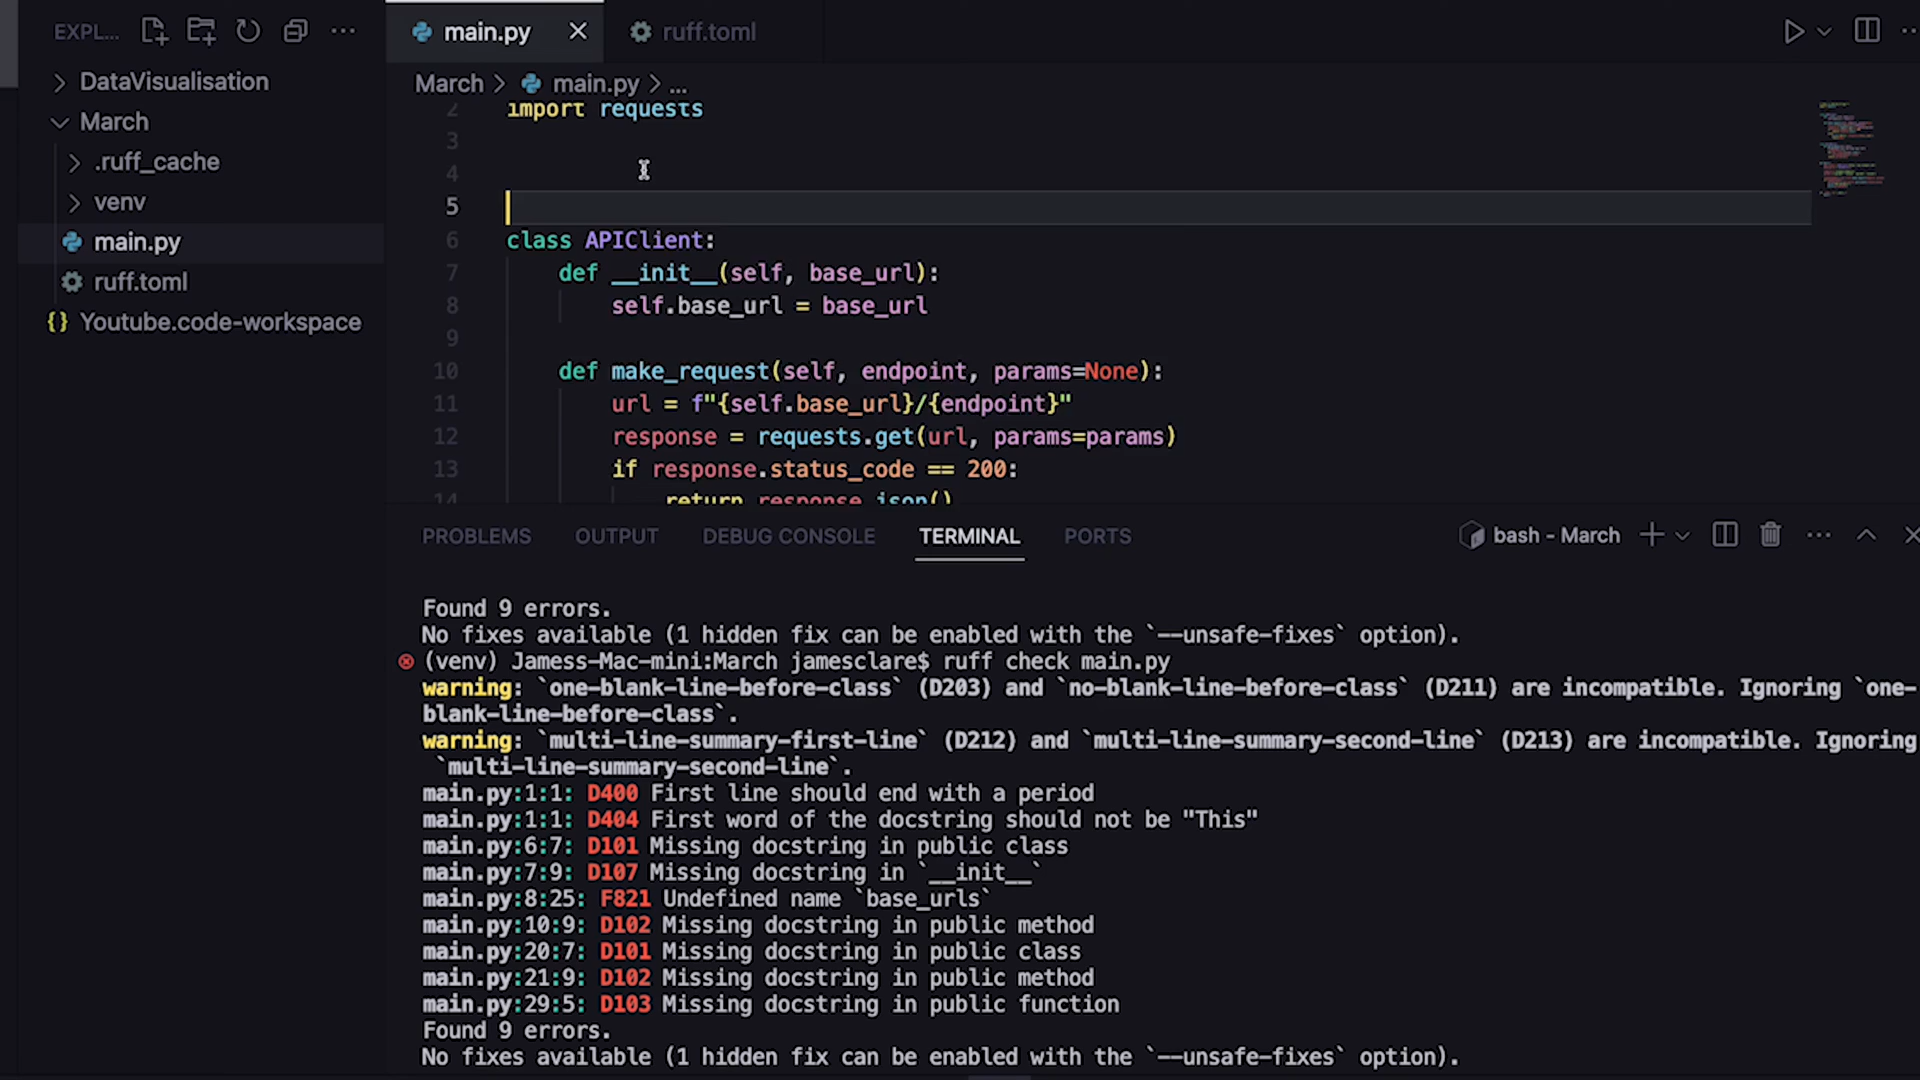 EXPL...
DataVisualisation
March
.ruff_cache
venv
main.py
ruff.toml
{} Youtube.code-workspace
main.py
ruff.toml
March > main.py > ...
2 import requests
3
4
5
6 class APIClient:
7 def __init__(self, base_url):
8 self.base_url = base_url
9
10 def make_request(self, endpoint, params=None):
11 url = f"{self.base_url}/{endpoint}"
12 response = requests.get(url, params=params)
13 if response.status_code == 200:
14 return response.json()
PROBLEMS OUTPUT DEBUG CONSOLE TERMINAL PORTS
bash - March
Found 9 errors.
No fixes available (1 hidden fix can be enabled with the `--unsafe-fixes` option).
(venv) Jamess-Mac-mini:March jamesclare$ ruff check main.py
warning: `one-blank-line-before-class` (D203) and `no-blank-line-before-class` (D211) are incompatible. Ignoring `one-
blank-line-before-class`.
warning: `multi-line-summary-first-line` (D212) and `multi-line-summary-second-line` (D213) are incompatible. Ignoring
`multi-line-summary-second-line`.
main.py:1:1: D400 First line should end with a period
main.py:1:1: D404 First word of the docstring should not be "This"
main.py:6:7: D101 Missing docstring in public class
main.py:7:9: D107 Missing docstring in `__init__`
main.py:8:25: F821 Undefined name `base_urls`
main.py:10:9: D102 Missing docstring in public method
main.py:20:7: D101 Missing docstring in public class
main.py:21:9: D102 Missing docstring in public method
main.py:29:5: D103 Missing docstring in public function
Found 9 errors.
No fixes available (1 hidden fix can be enabled with the `--unsafe-fixes` option).